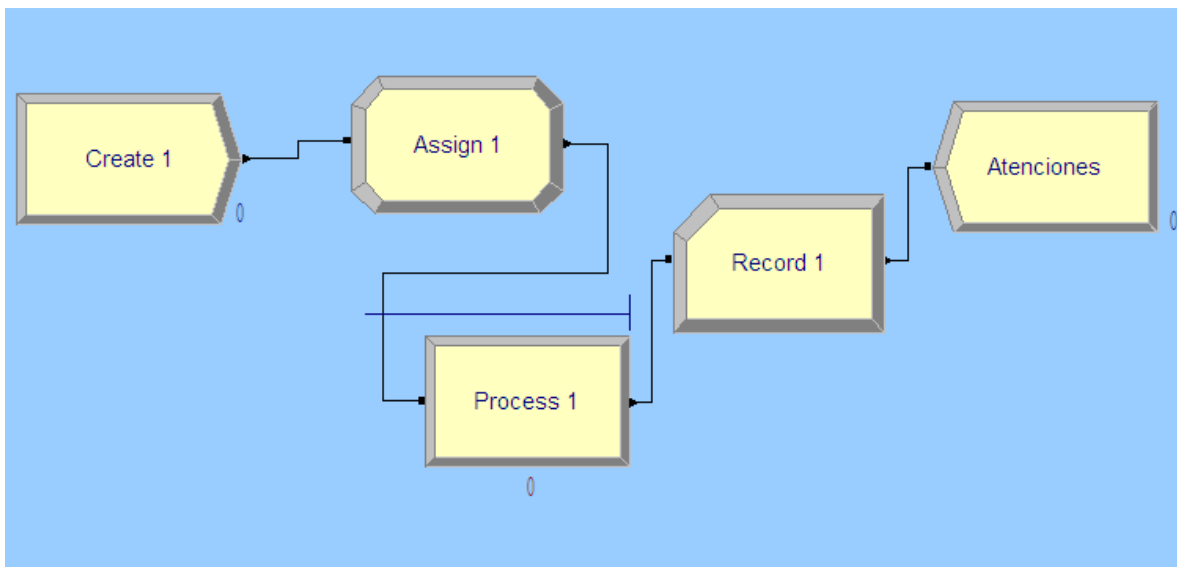 Create 1
0
Assign 1
Process 1
0
Record 1
Atenciones
0